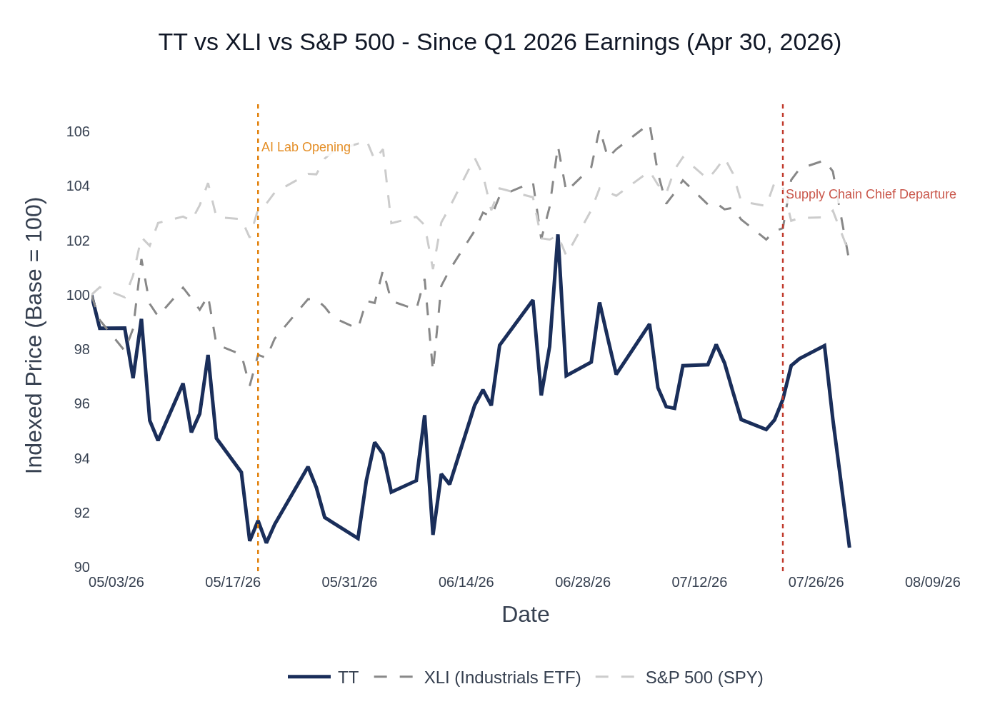 TT vs XLI vs S&P 500 - Since Q1 2026 Earnings (Apr 30, 2026)
Indexed Price (Base = 100)
106
104
102
100
98
96
94
92
90
AI Lab Opening
Supply Chain Chief Departure
05/03/26
05/17/26
05/31/26
06/14/26
06/28/26
07/12/26
07/26/26
08/09/26
Date
TT
XLI (Industrials ETF)
S&P 500 (SPY)